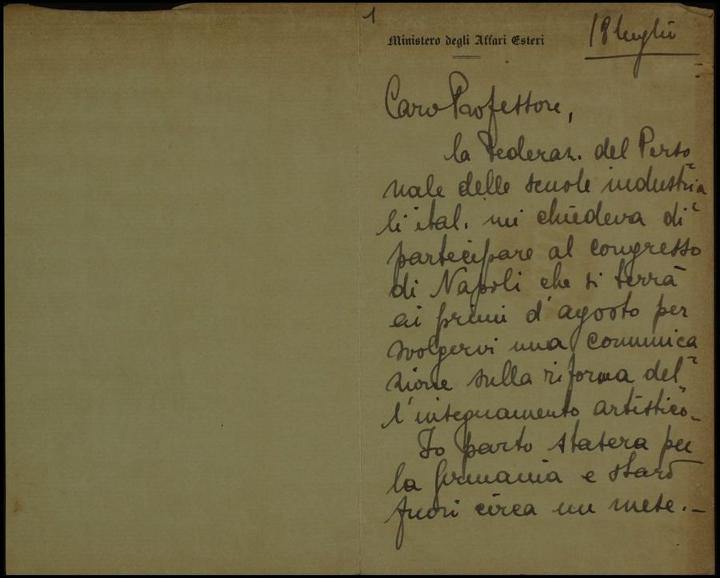 1
Ministero degli Affari Esteri
18 luglio
Caro Professore,
la Federaz. del Perso
nale delle scuole industria
li ital. mi chiedeva di
partecipare al congresso
di Napoli che si terrà
ai primi d'agosto per
svolgervi una comunica
zione sulla riforma del
l'insegnamento artistico.
Io parto stasera per
la Germania e starò
fuori circa un mese. —